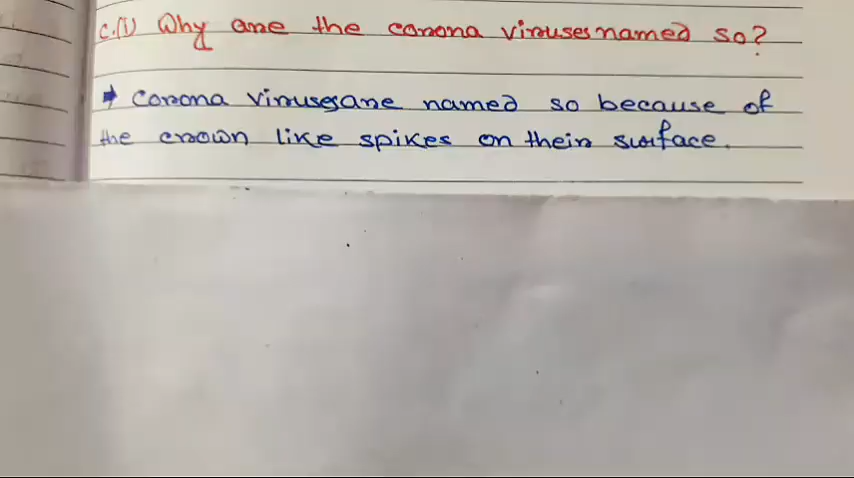 c.(i) Why are the corona viruses named so?
→ Corona viruses are named so because of
the crown like spikes on their surface.